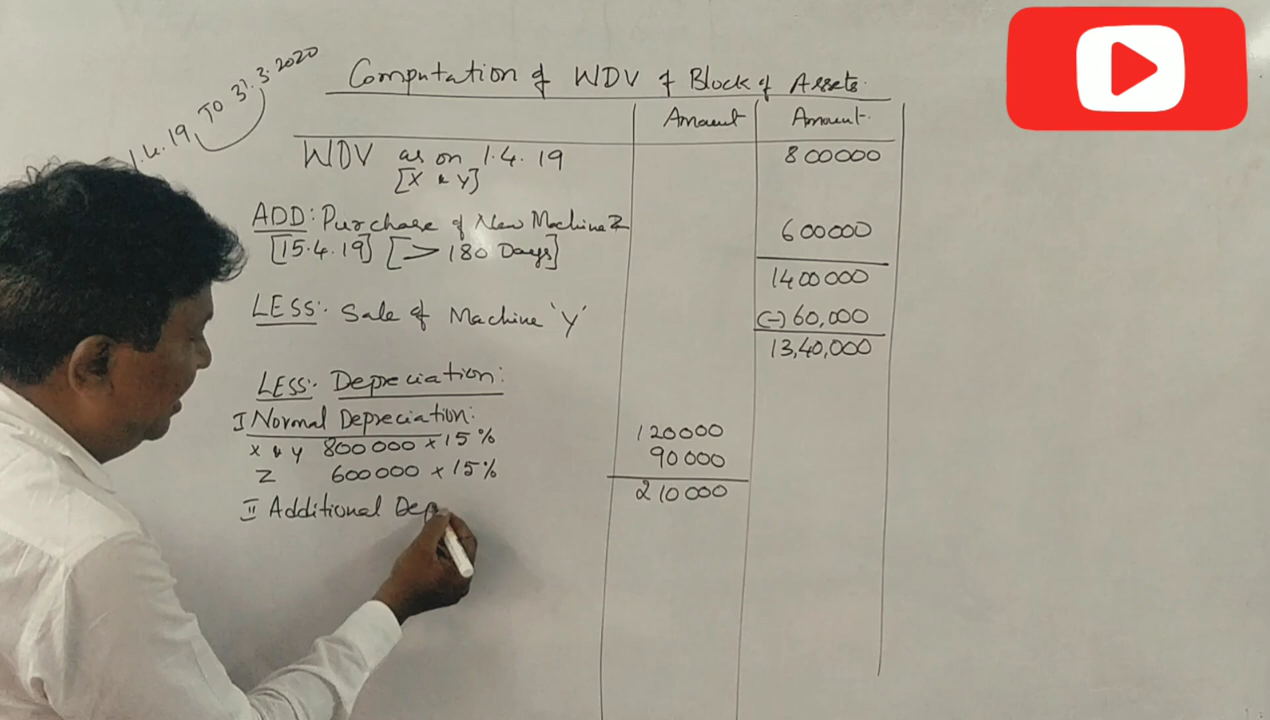 1.4.19 TO 31.3.2020
Computation of WDV of Block of Assets.
Amount Amount.
WDV as on 1.4.19 800000
[X & Y]
ADD: Purchase of New Machine Z 600000
[15.4.19] [> 180 Days]
1400000
LESS:. Sale of Machine 'Y' (-) 60,000
13,40,000
LESS:. Depreciation:
I Normal Depreciation:
X & Y 800000 × 15% 120000
Z 600000 × 15% 90000
210000
II Additional Dep